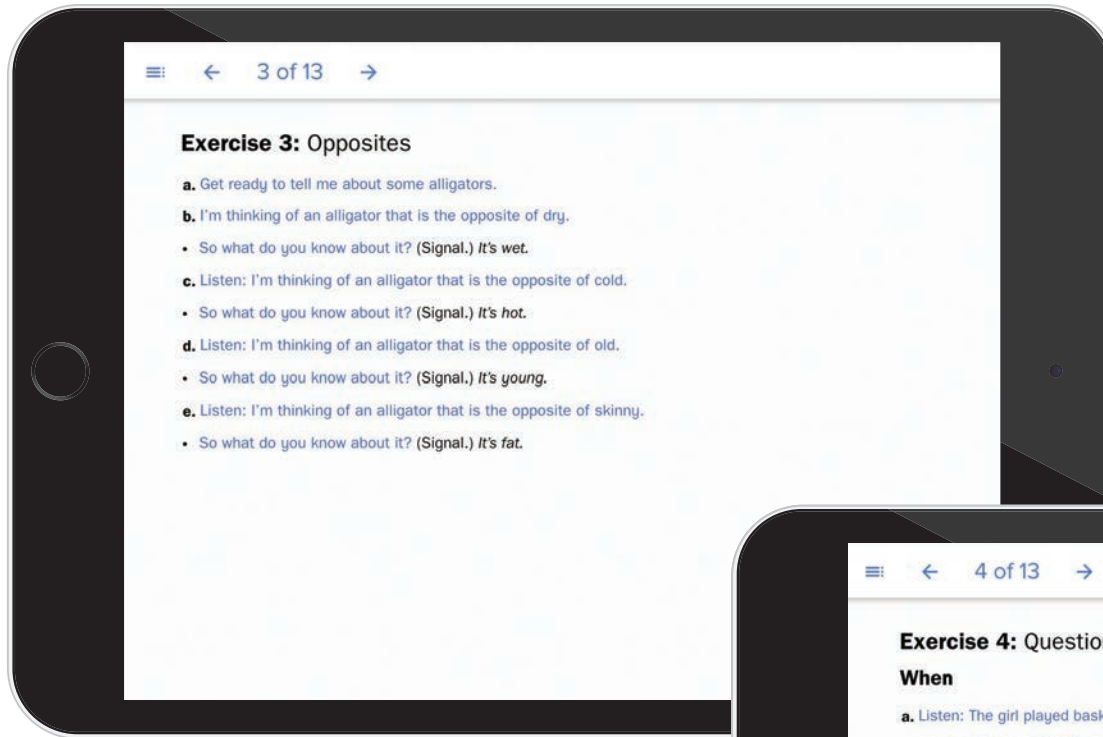 3 of 13
Exercise 3: Opposites
a. Get ready to tell me about some alligators.
b. I'm thinking of an alligator that is the opposite of dry.
• So what do you know about it? (Signal.) It's wet.
c. Listen: I'm thinking of an alligator that is the opposite of cold.
• So what do you know about it? (Signal.) It's hot.
d. Listen: I'm thinking of an alligator that is the opposite of old.
• So what do you know about it? (Signal.) It's young.
e. Listen: I'm thinking of an alligator that is the opposite of skinny.
• So what do you know about it? (Signal.) It's fat.
4 of 13
Exercise 4:
When
a. Listen: The girl played